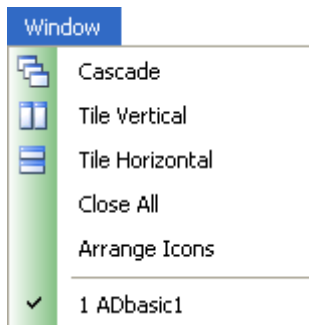 Window
Cascade
Tile Vertical
Tile Horizontal
Close All
Arrange Icons
1 ADbasic1